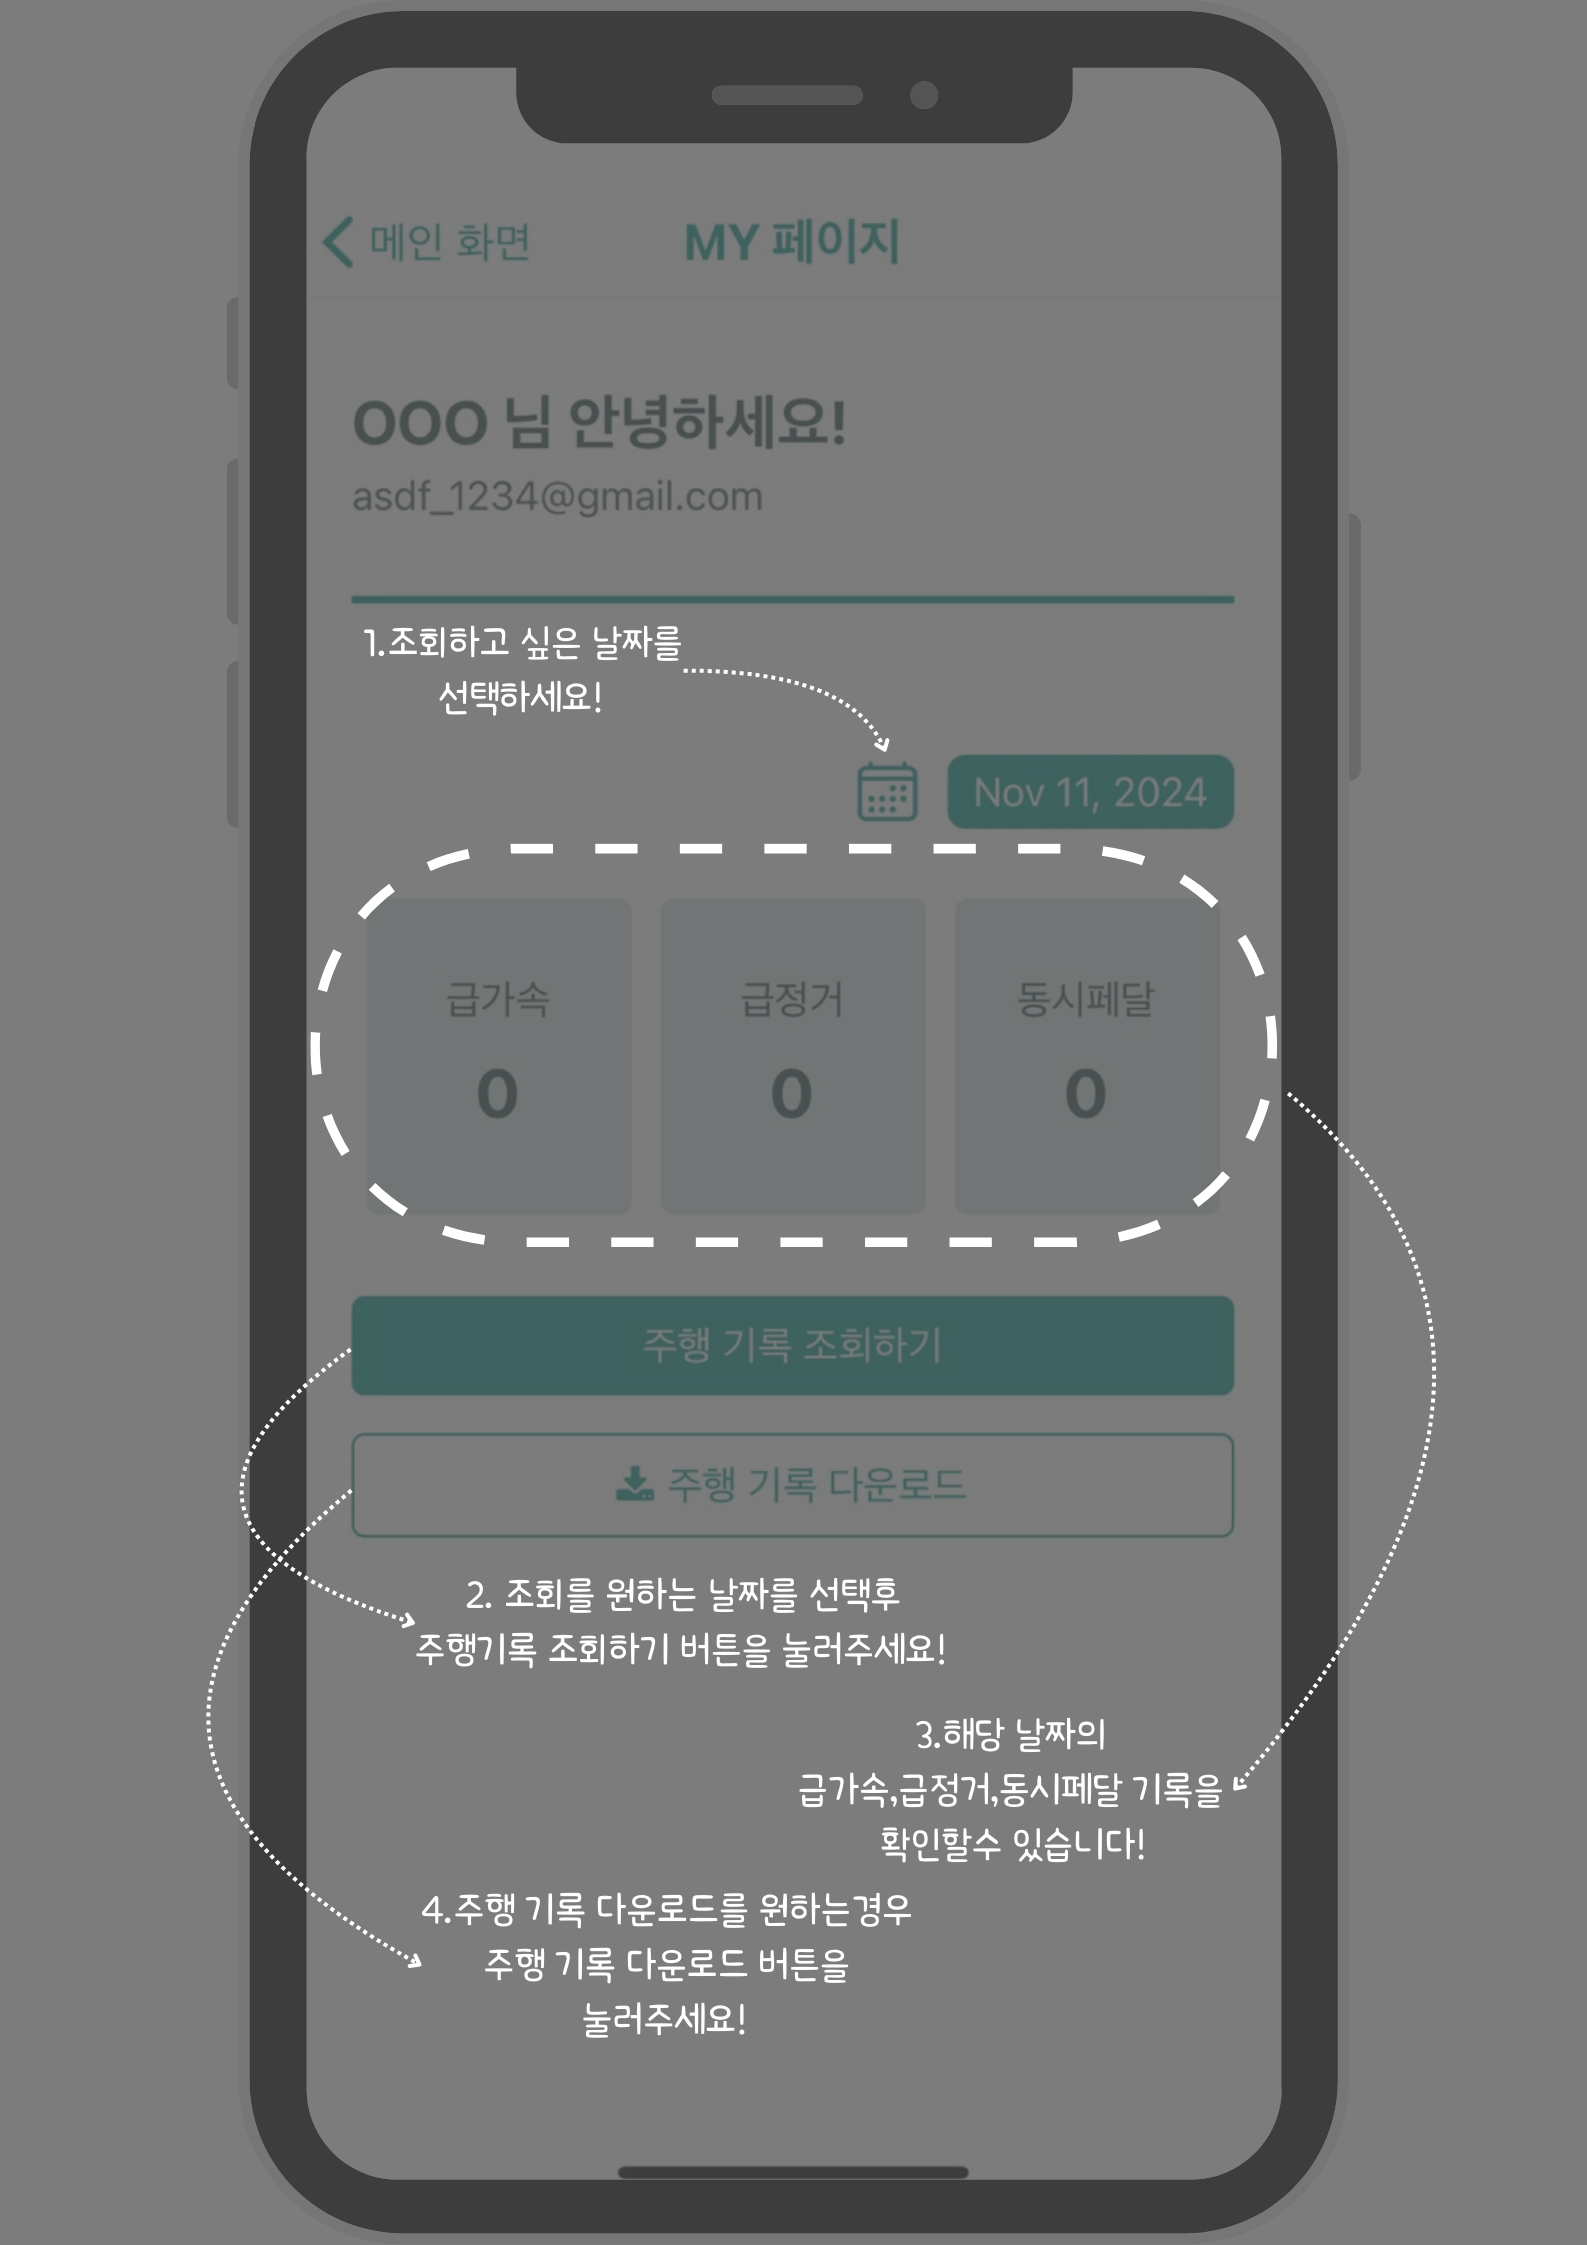 메인 화면
MY 페이지
OOO 님 안녕하세요!
asdf_1234@gmail.com
1.조회하고 싶은 날짜를
선택하세요!
Nov 11, 2024
급가속
급정거
동시페달
0
0
0
주행 기록 조회하기
주행 기록 다운로드
2. 조회를 원하는 날짜를 선택후
주행기록 조회하기 버튼을 눌러주세요!
3.해당 날짜의
급가속,급정거,동시페달 기록을
확인할수 있습니다!
4.주행 기록 다운로드를 원하는경우
주행 기록 다운로드 버튼을
눌러주세요!